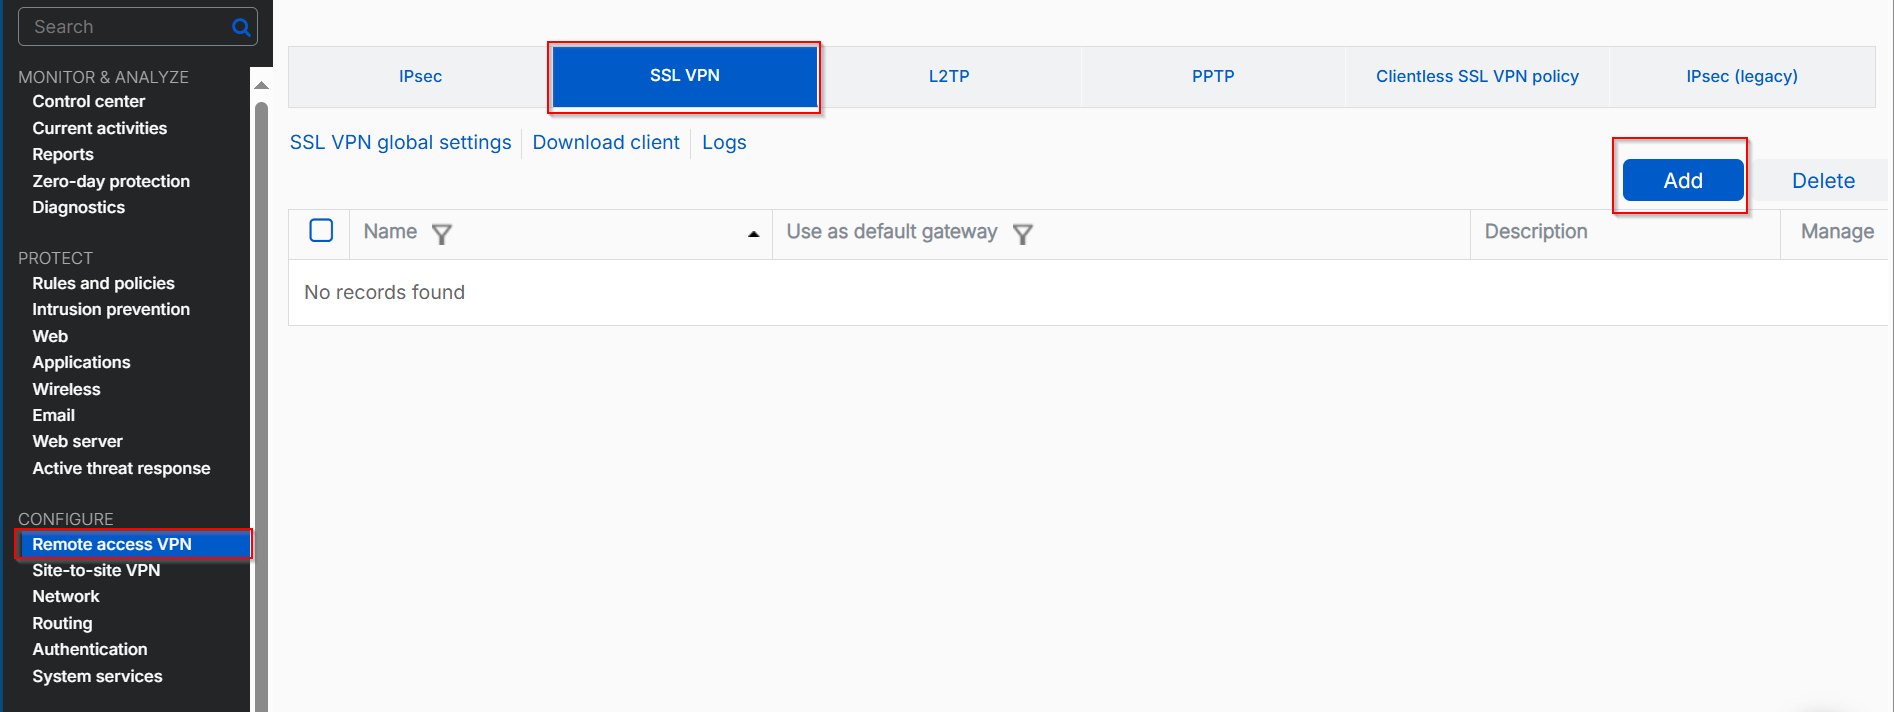 Search
MONITOR & ANALYZE
Control center
Current activities
Reports
Zero-day protection
Diagnostics
PROTECT
Rules and policies
Intrusion prevention
Web
Applications
Wireless
Email
Web server
Active threat response
CONFIGURE
Remote access VPN
Site-to-site VPN
Network
Routing
Authentication
System services
IPsec SSL VPN L2TP PPTP Clientless SSL VPN policy IPsec (legacy)
SSL VPN global settings Download client Logs
Add Delete
Name Use as default gateway Description Manage
No records found